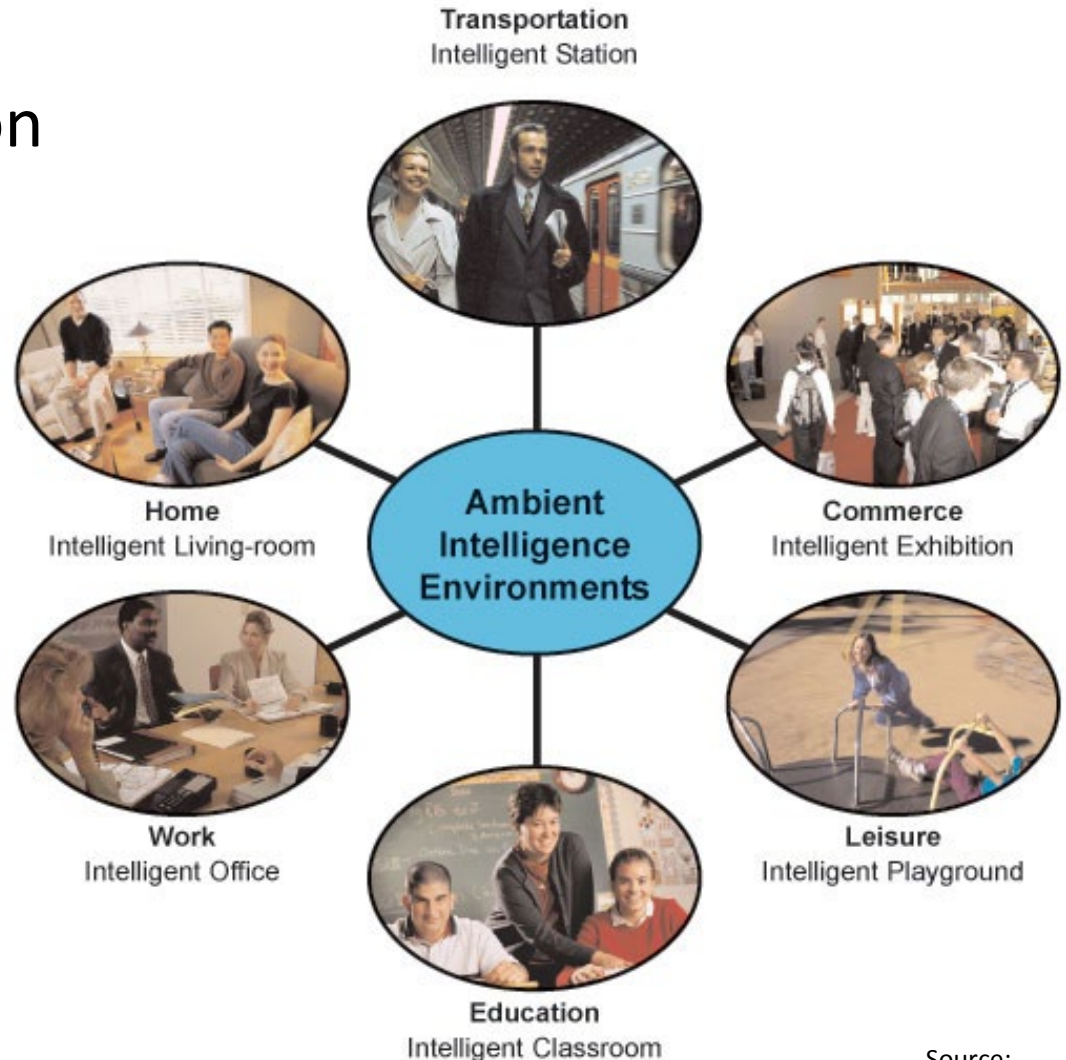 Transportation
Intelligent Station
on
Home
Intelligent Living-room
Commerce
Intelligent Exhibition
Ambient
Intelligence
Environments
Work
Intelligent Office
Leisure
Intelligent Playground
Education
Intelligent Classroom
Source: